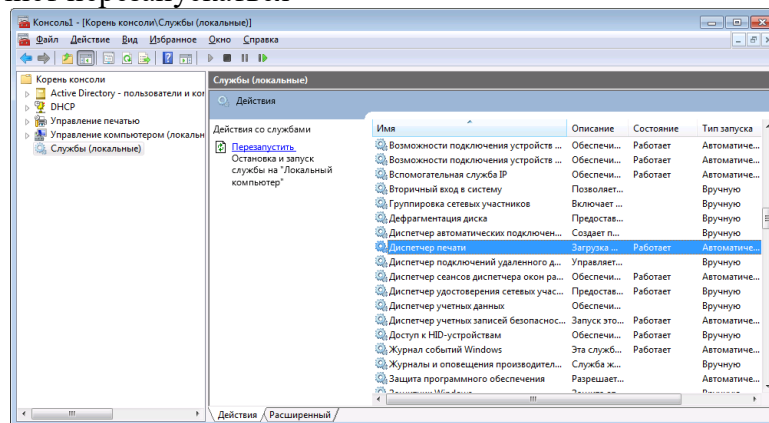 Консоль1 - [Корень консоли\Службы (локальные)]
Файл Действие Вид Избранное Окно Справка
Корень консоли
Active Directory - пользователи и ком
DHCP
Управление печатью
Управление компьютером (локальн
Службы (локальные)
Службы (локальные)
Действия
Действия со службами
Перезапустить
Остановка и запуск
службы на "Локальный
компьютер"
Имя Описание Состояние Тип запуска
Возможности подключения устройств ... Обеспечи... Работает Автоматиче...
Возможности подключения устройств ... Обеспечи... Работает Автоматиче...
Вспомогательная служба IP Обеспечи... Работает Автоматиче...
Вторичный вход в систему Позволяет... Вручную
Группировка сетевых участников Включает ... Вручную
Дефрагментация диска Предостав... Вручную
Диспетчер автоматических подключен... Создает п... Вручную
Диспетчер печати Загрузка ... Работает Автоматиче...
Диспетчер подключений удаленного д... Управляет... Вручную
Диспетчер сеансов диспетчера окон ра... Обеспечи... Работает Автоматиче...
Диспетчер удостоверения сетевых учас... Предостав... Работает Вручную
Диспетчер учетных данных Обеспечи... Вручную
Диспетчер учетных записей безопаснос... Запуск это... Работает Автоматиче...
Доступ к HID-устройствам Обеспечи... Работает Вручную
Журнал событий Windows Эта служб... Работает Автоматиче...
Журналы и оповещения производител... Служба ж... Вручную
Защита программного обеспечения Разрешает... Автоматиче...
Действия Расширенный